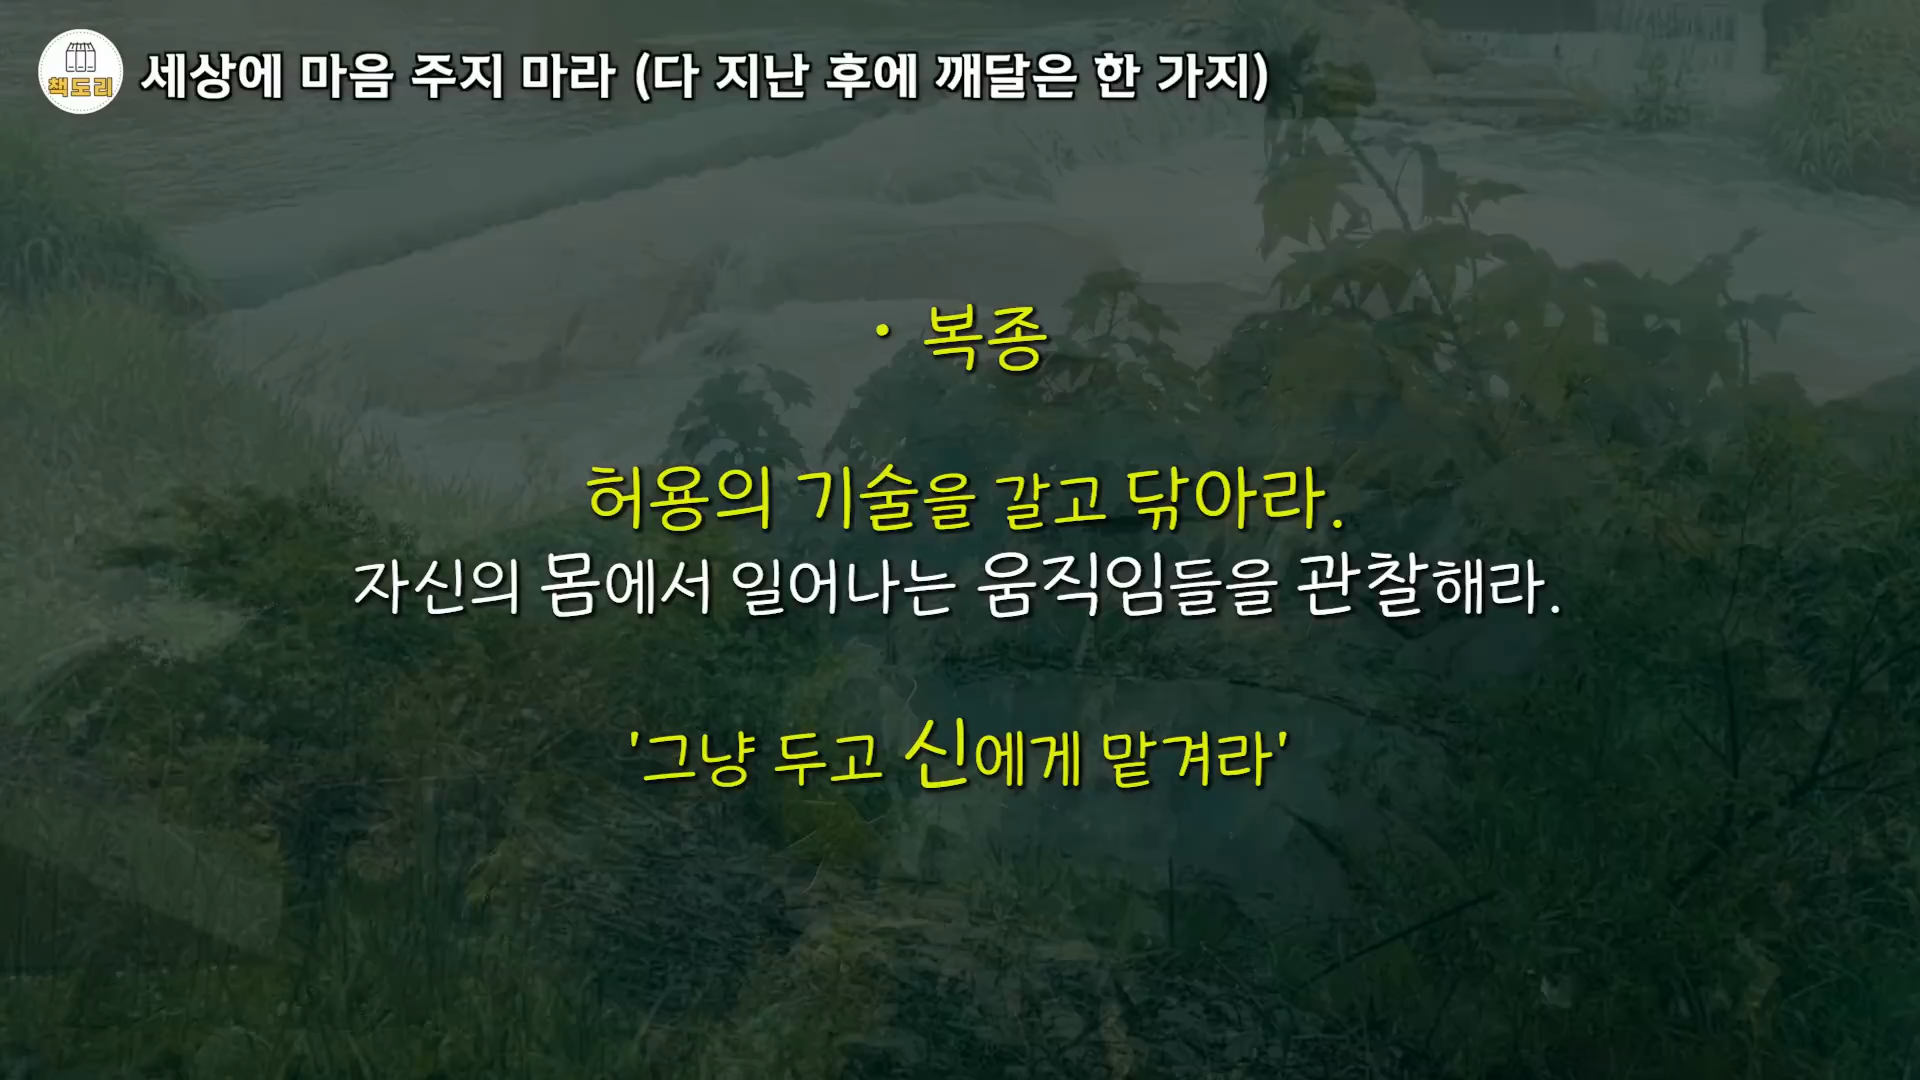 책도리
세상에 마음 주지 마라 (다 지난 후에 깨달은 한 가지)
· 복종
허용의 기술을 갈고 닦아라.
자신의 몸에서 일어나는 움직임들을 관찰해라.
'그냥 두고 신에게 맡겨라'